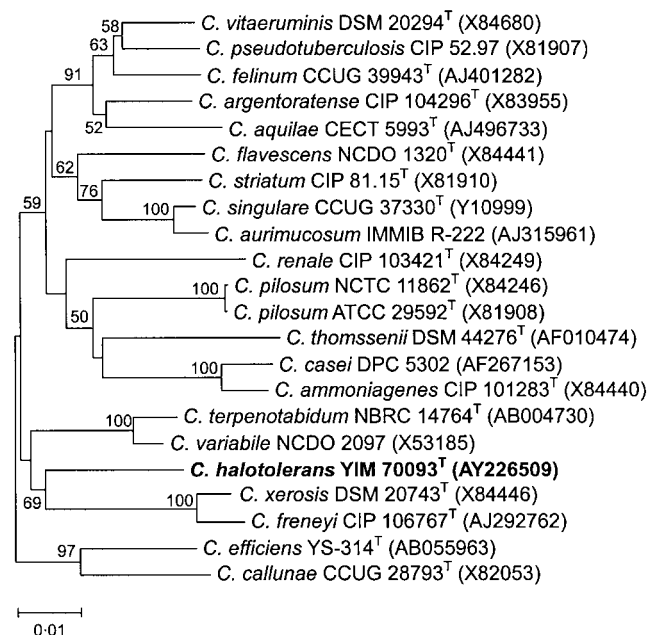 58 C. vitaeruminis DSM 20294ᵀ (X84680)
63 C. pseudotuberculosis CIP 52.97 (X81907)
91 C. felinum CCUG 39943ᵀ (AJ401282)
C. argentoratense CIP 104296ᵀ (X83955)
52 C. aquilae CECT 5993ᵀ (AJ496733)
62 C. flavescens NCDO 1320ᵀ (X84441)
76 C. striatum CIP 81.15ᵀ (X81910)
59 100 C. singulare CCUG 37330ᵀ (Y10999)
C. aurimucosum IMMIB R-222 (AJ315961)
C. renale CIP 103421ᵀ (X84249)
100 C. pilosum NCTC 11862ᵀ (X84246)
50 C. pilosum ATCC 29592ᵀ (X81908)
C. thomssenii DSM 44276ᵀ (AF010474)
100 C. casei DPC 5302 (AF267153)
C. ammoniagenes CIP 101283ᵀ (X84440)
100 C. terpenotabidum NBRC 14764ᵀ (AB004730)
C. variabile NCDO 2097 (X53185)
C. halotolerans YIM 70093ᵀ (AY226509)
69 100 C. xerosis DSM 20743ᵀ (X84446)
C. freneyi CIP 106767ᵀ (AJ292762)
97 C. efficiens YS-314ᵀ (AB055963)
C. callunae CCUG 28793ᵀ (X82053)
0·01